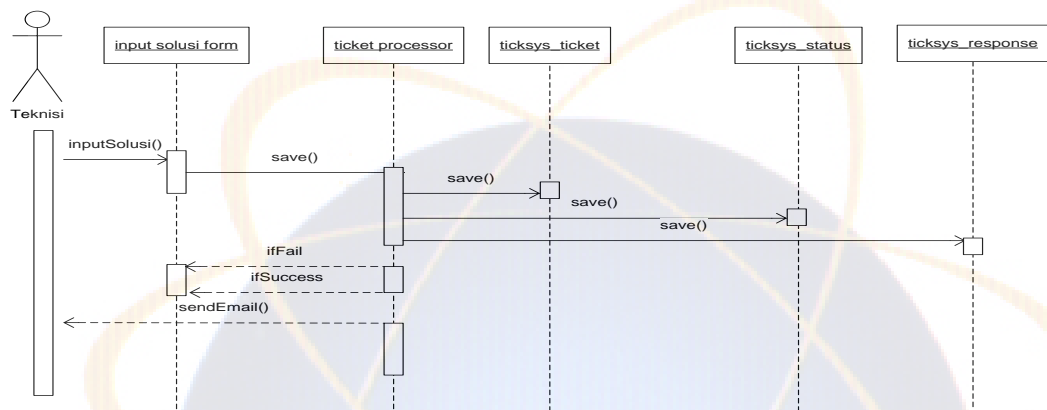 input solusi form
ticket processor
ticksys_ticket
ticksys_status
ticksys_response
Teknisi
inputSolusi()
save()
save()
save()
save()
ifFail
ifSuccess
sendEmail()